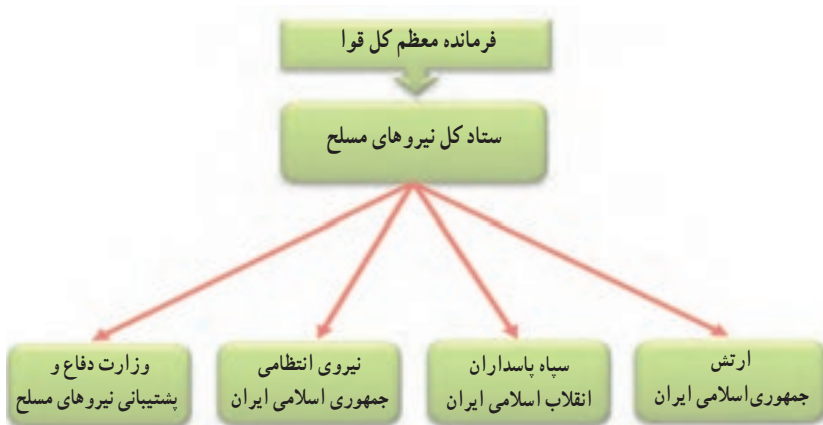 فرمانده معظم کل قوا
ستاد کل نیروهای مسلح
ارتش
جمهوری اسلامی ایران
سپاه پاسداران
انقلاب اسلامی ایران
نیروی انتظامی
جمهوری اسلامی ایران
وزارت دفاع و
پشتیبانی نیروهای مسلح